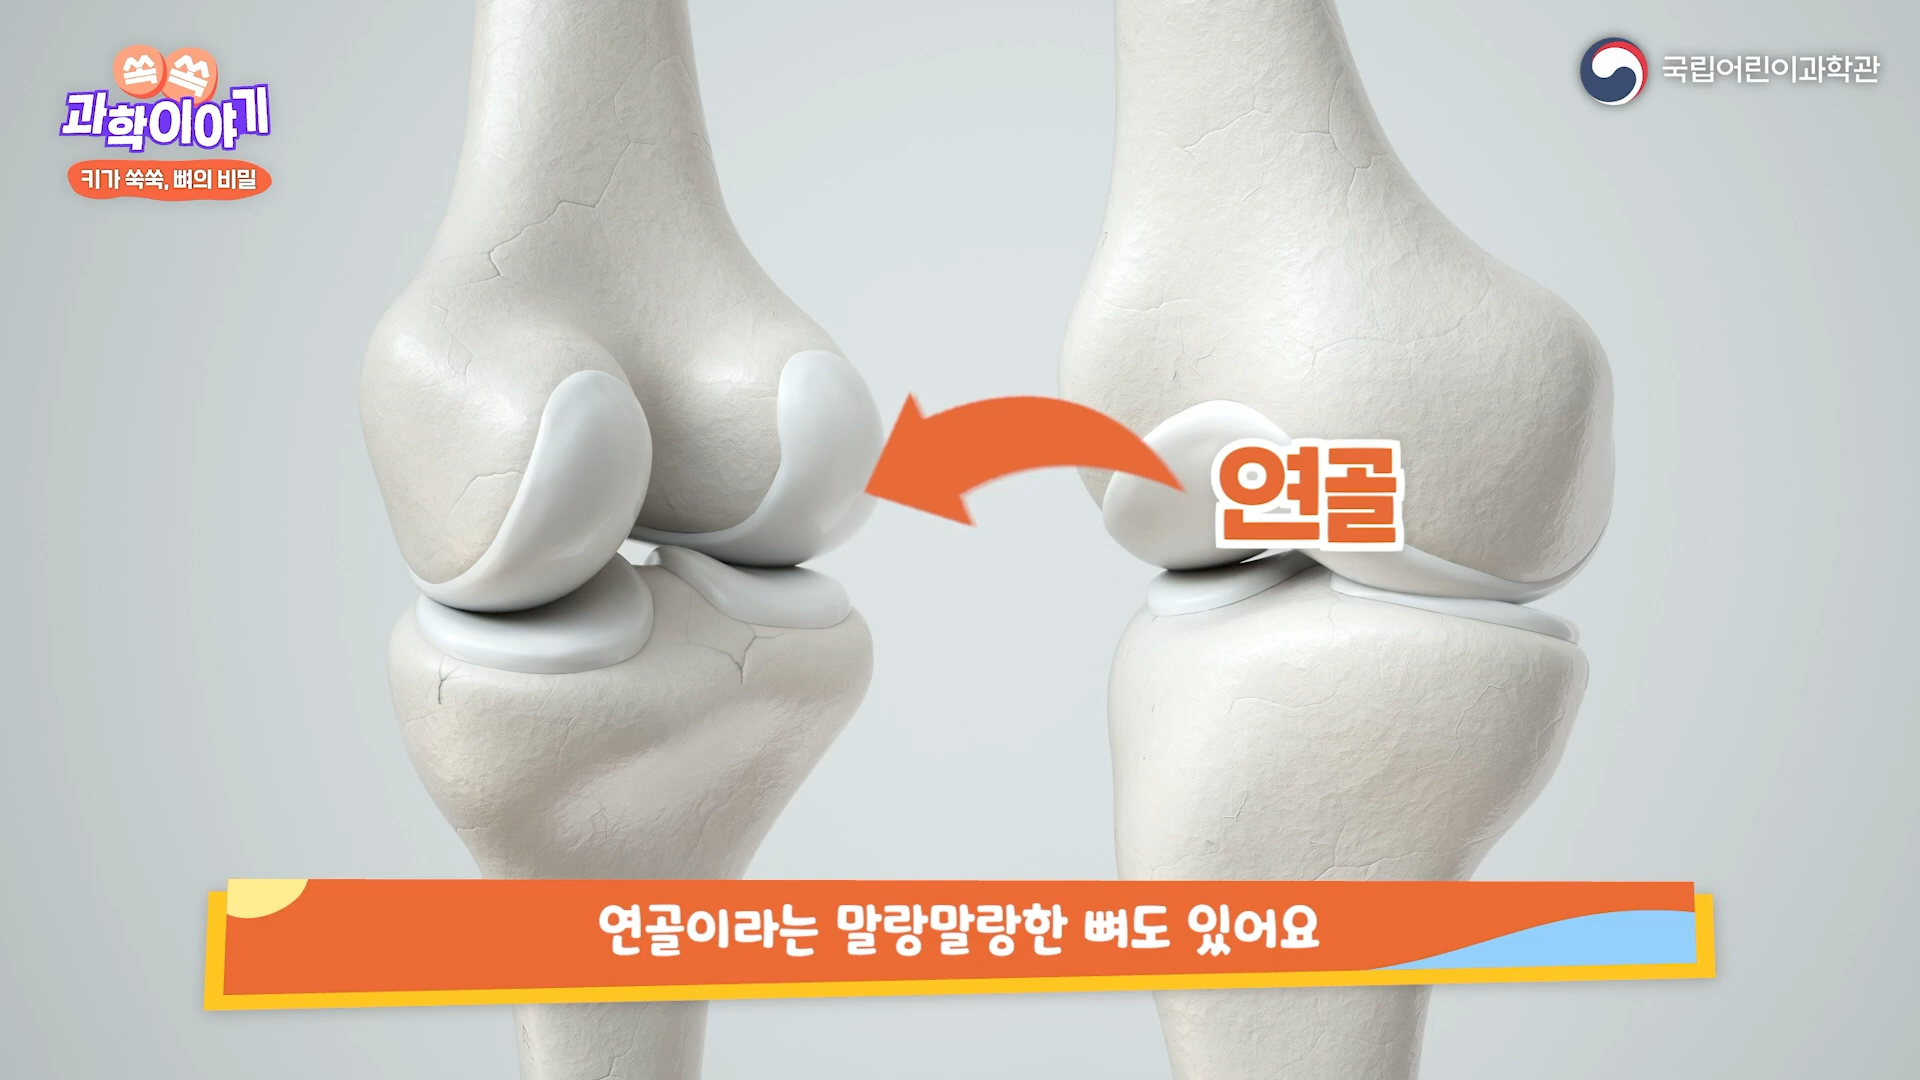 쏙쏙
과학이야기
키가 쑥쑥, 뼈의 비밀
국립어린이과학관
연골
연골이라는 말랑말랑한 뼈도 있어요